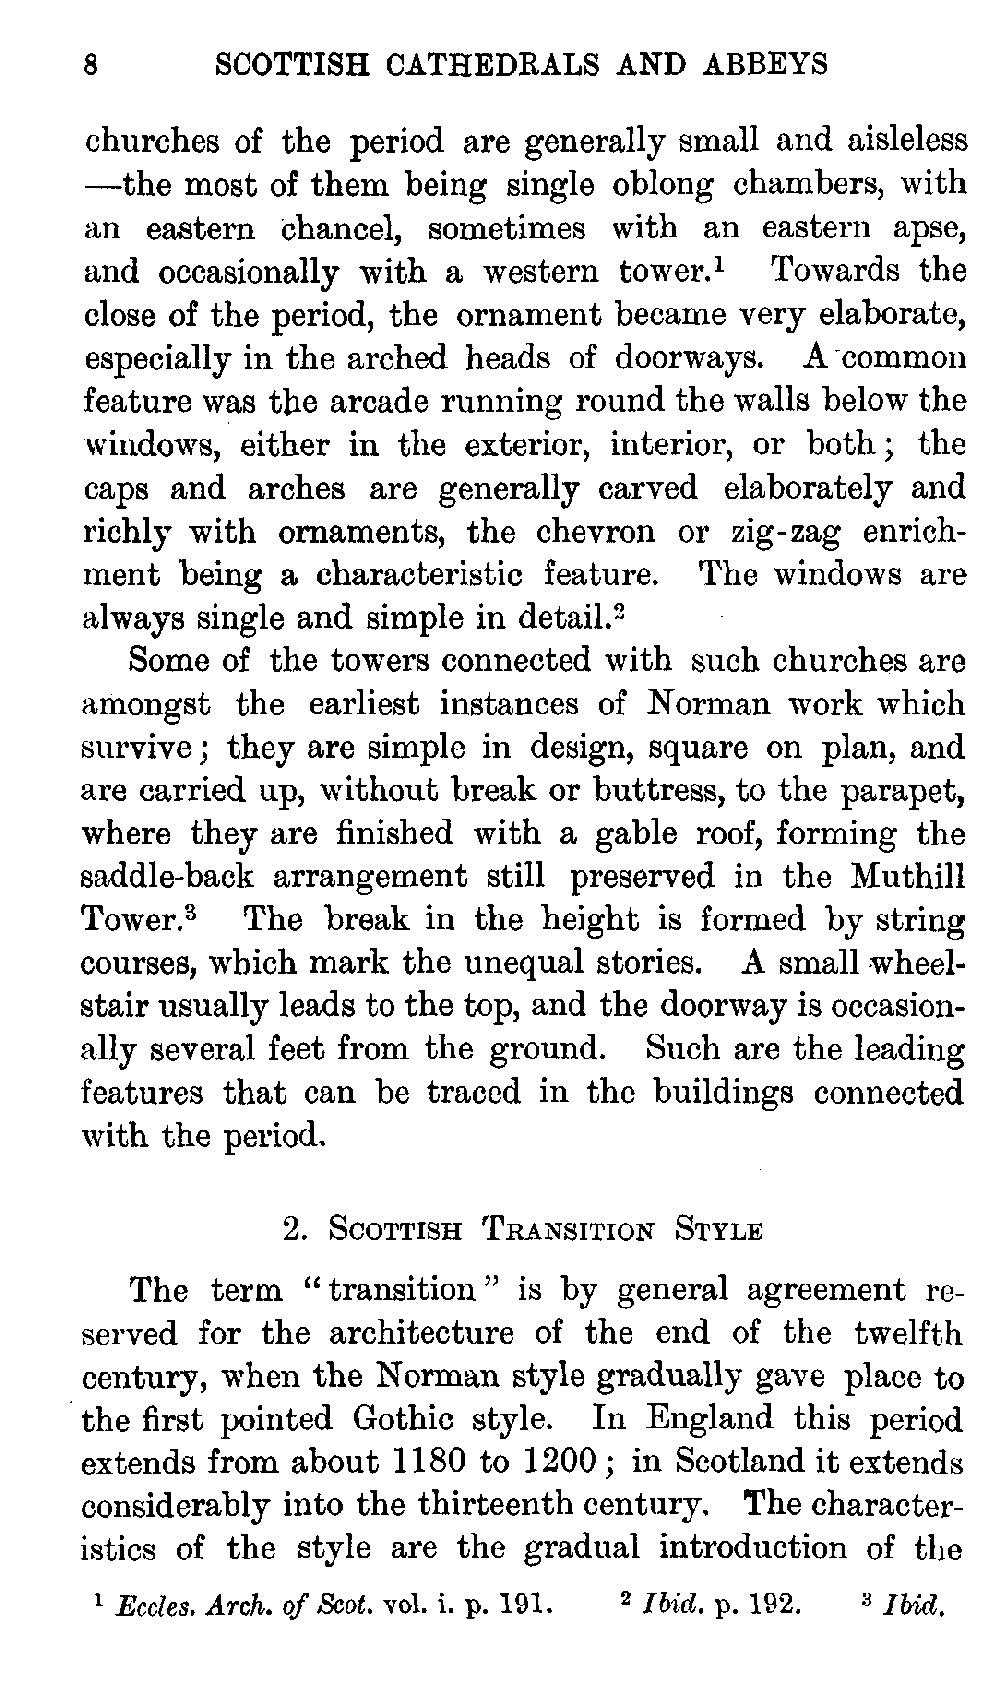 8 SCOTTISH CATHEDRALS AND ABBEYS
churches of the period are generally small and aisleless
—the most of them being single oblong chambers, with
an eastern chancel, sometimes with an eastern apse,
and occasionally with a western tower.¹ Towards the
close of the period, the ornament became very elaborate,
especially in the arched heads of doorways. A common
feature was the arcade running round the walls below the
windows, either in the exterior, interior, or both; the
caps and arches are generally carved elaborately and
richly with ornaments, the chevron or zig-zag enrich-
ment being a characteristic feature. The windows are
always single and simple in detail.²
Some of the towers connected with such churches are
amongst the earliest instances of Norman work which
survive; they are simple in design, square on plan, and
are carried up, without break or buttress, to the parapet,
where they are finished with a gable roof, forming the
saddle-back arrangement still preserved in the Muthill
Tower.³ The break in the height is formed by string
courses, which mark the unequal stories. A small wheel-
stair usually leads to the top, and the doorway is occasion-
ally several feet from the ground. Such are the leading
features that can be traced in the buildings connected
with the period.
2. SCOTTISH TRANSITION STYLE
The term “transition” is by general agreement re-
served for the architecture of the end of the twelfth
century, when the Norman style gradually gave place to
the first pointed Gothic style. In England this period
extends from about 1180 to 1200; in Scotland it extends
considerably into the thirteenth century. The character-
istics of the style are the gradual introduction of the
¹ Eccles. Arch. of Scot. vol. i. p. 191. ² Ibid. p. 192. ³ Ibid.